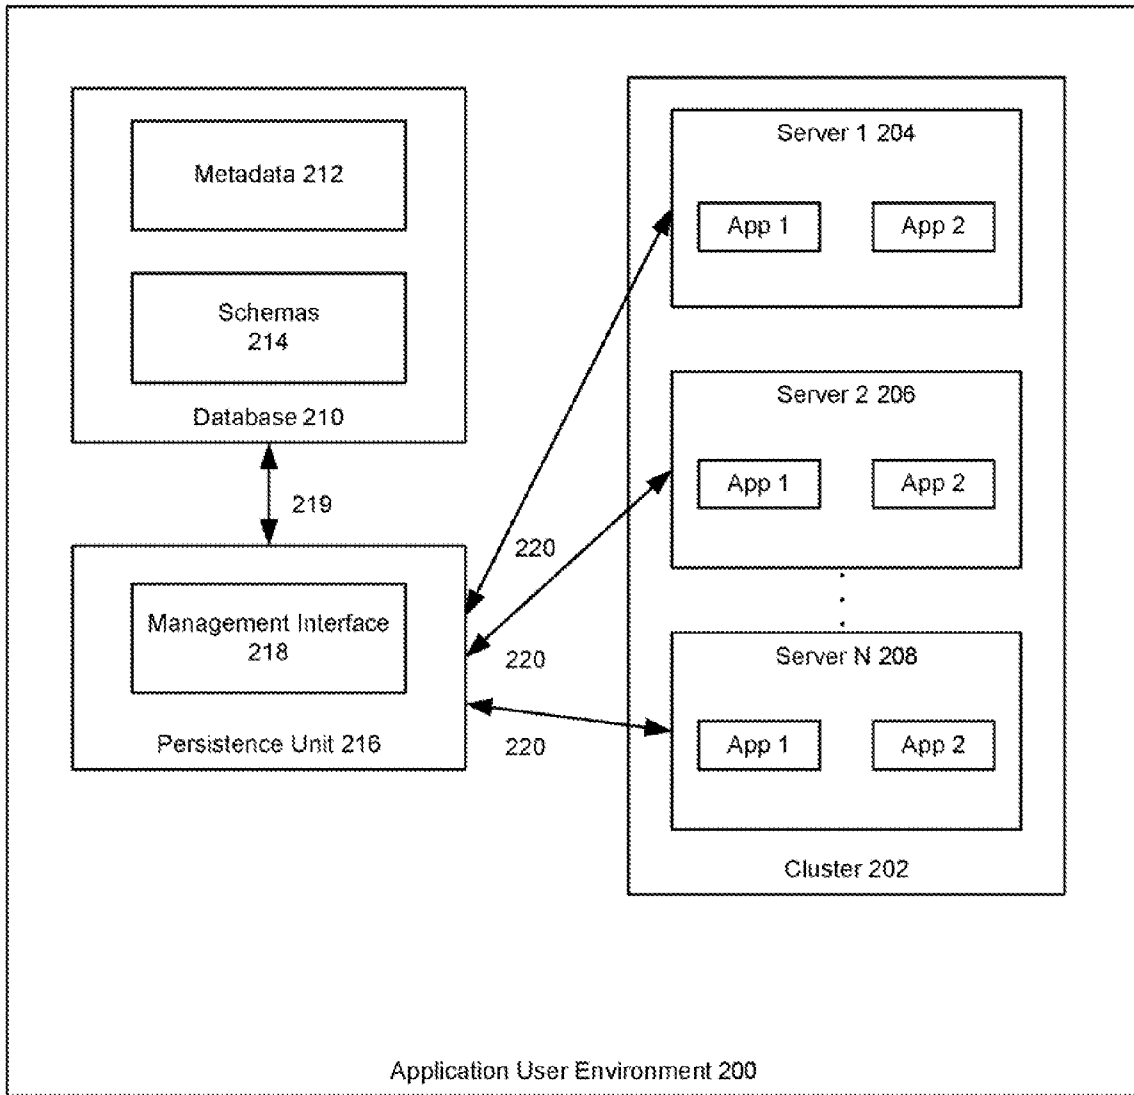 Metadata 212
Schemas
214
Database 210
219
Management Interface
218
Persistence Unit 216
220
220
220
Server 1 204
App 1
App 2
Server 2 206
App 1
App 2
Server N 208
App 1
App 2
Cluster 202
Application User Environment 200